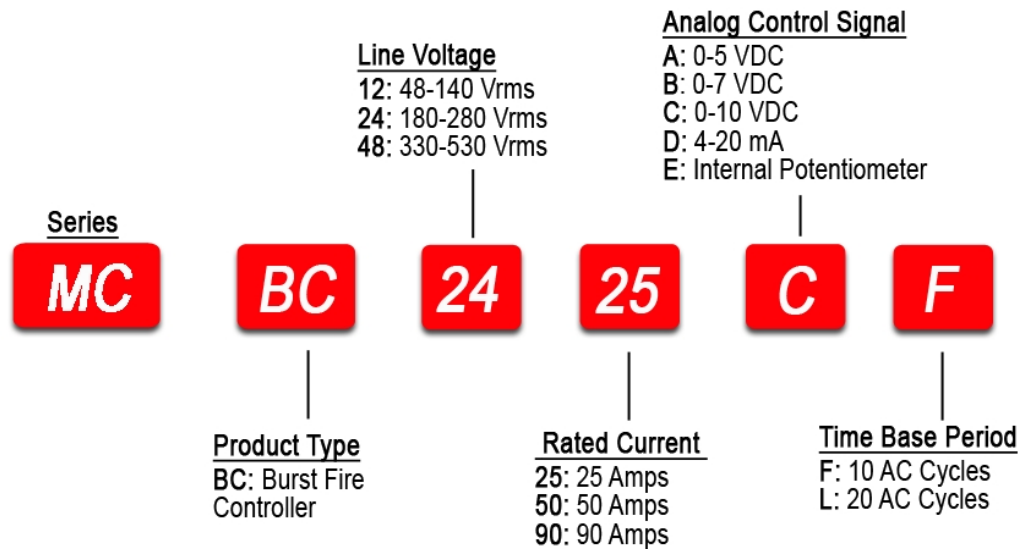 Analog Control Signal
A: 0-5 VDC
B: 0-7 VDC
C: 0-10 VDC
D: 4-20 mA
E: Internal Potentiometer
Line Voltage
12: 48-140 Vrms
24: 180-280 Vrms
48: 330-530 Vrms
Series
MC BC 24 25 C F
Product Type
BC: Burst Fire
Controller
Rated Current
25: 25 Amps
50: 50 Amps
90: 90 Amps
Time Base Period
F: 10 AC Cycles
L: 20 AC Cycles